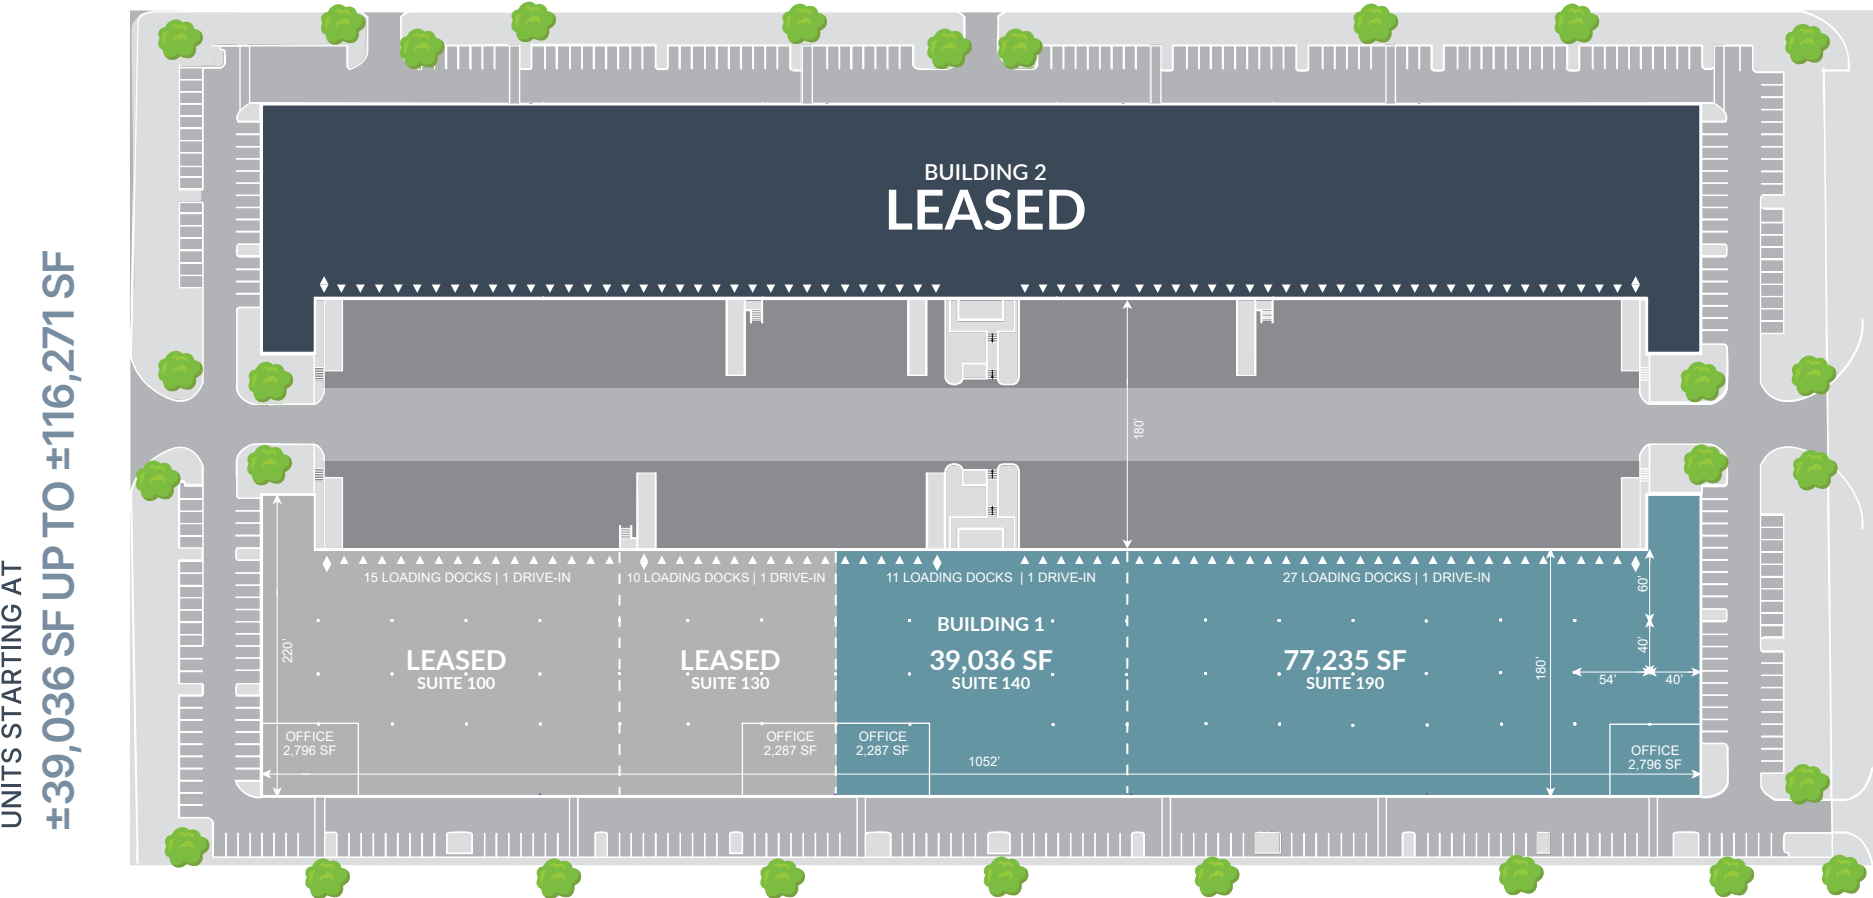 UNITS STARTING AT
±39,036 SF UP TO ±116,271 SF
BUILDING 2
LEASED
180'
15 LOADING DOCKS | 1 DRIVE-IN
10 LOADING DOCKS | 1 DRIVE-IN
11 LOADING DOCKS | 1 DRIVE-IN
27 LOADING DOCKS | 1 DRIVE-IN
60'
BUILDING 1
220'
LEASED
SUITE 100
LEASED
SUITE 130
39,036 SF
SUITE 140
77,235 SF
SUITE 190
180'
40'
54'
40'
OFFICE
2,796 SF
OFFICE
2,287 SF
OFFICE
2,287 SF
OFFICE
2,796 SF
1052'